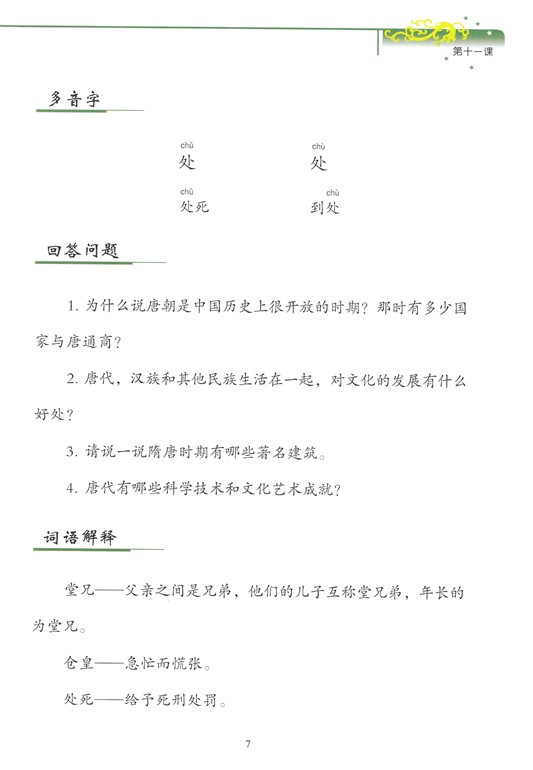 第十一课
多音字
chǔ chù
处 处
chǔ chù
处死 到处
回答问题
1. 为什么说唐朝是中国历史上很开放的时期？那时有多少国
家与唐通商？
2. 唐代，汉族和其他民族生活在一起，对文化的发展有什么
好处？
3. 请说一说隋唐时期有哪些著名建筑。
4. 唐代有哪些科学技术和文化艺术成就？
词语解释
堂兄——父亲之间是兄弟，他们的儿子互称堂兄弟，年长的
为堂兄。
仓皇——急忙而慌张。
处死——给予死刑处罚。
7